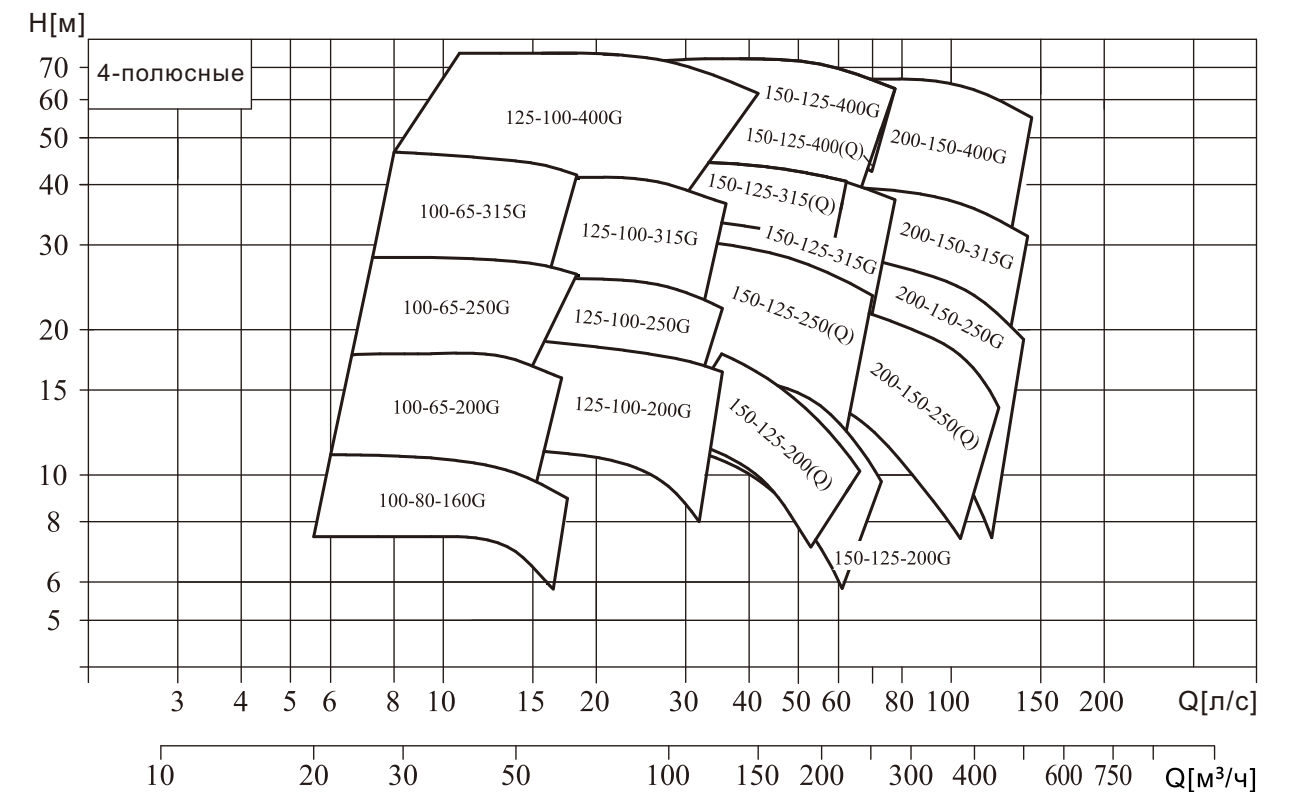 H[м]
4-полюсные
70
60
50
40
30
20
15
10
8
6
5
125-100-400G
150-125-400G
150-125-400(Q)
200-150-400G
100-65-315G
125-100-315G
150-125-315(Q)
150-125-315G
200-150-315G
100-65-250G
125-100-250G
150-125-250(Q)
200-150-250G
100-65-200G
125-100-200G
150-125-200(Q)
200-150-250(Q)
100-80-160G
150-125-200G
3 4 5 6 8 10 15 20 30 40 50 60 80 100 150 200 Q[л/с]
10 20 30 50 100 150 200 300 400 600 750 Q[м³/ч]